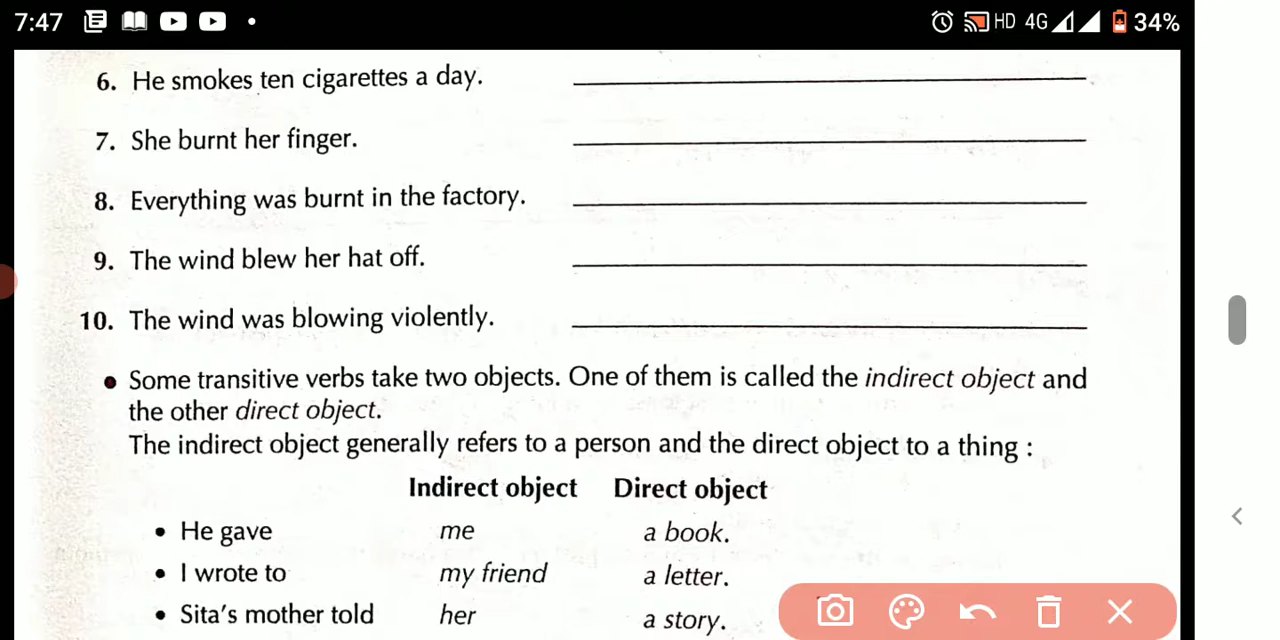 7:47 HD 4G 34%
6. He smokes ten cigarettes a day.
7. She burnt her finger.
8. Everything was burnt in the factory.
9. The wind blew her hat off.
10. The wind was blowing violently.
• Some transitive verbs take two objects. One of them is called the indirect object and
the other direct object.
The indirect object generally refers to a person and the direct object to a thing :
Indirect object Direct object
• He gave me a book.
• I wrote to my friend a letter.
• Sita's mother told her a story.